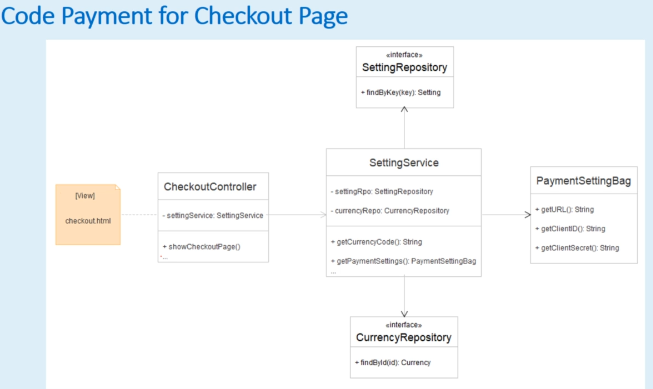 Code Payment for Checkout Page
«interface»
SettingRepository
+ findByKey(key): Setting
[View]
checkout.html
CheckoutController
- settingService: SettingService
+ showCheckoutPage()
-...
SettingService
- settingRpo: SettingRepository
- currencyRepo: CurrencyRepository
+ getCurrencyCode(): String
+ getPaymentSettings(): PaymentSettingBag
...
PaymentSettingBag
+ getURL(): String
+ getClientID(): String
+ getClientSecret(): String
«interface»
CurrencyRepository
+ findById(id): Currency